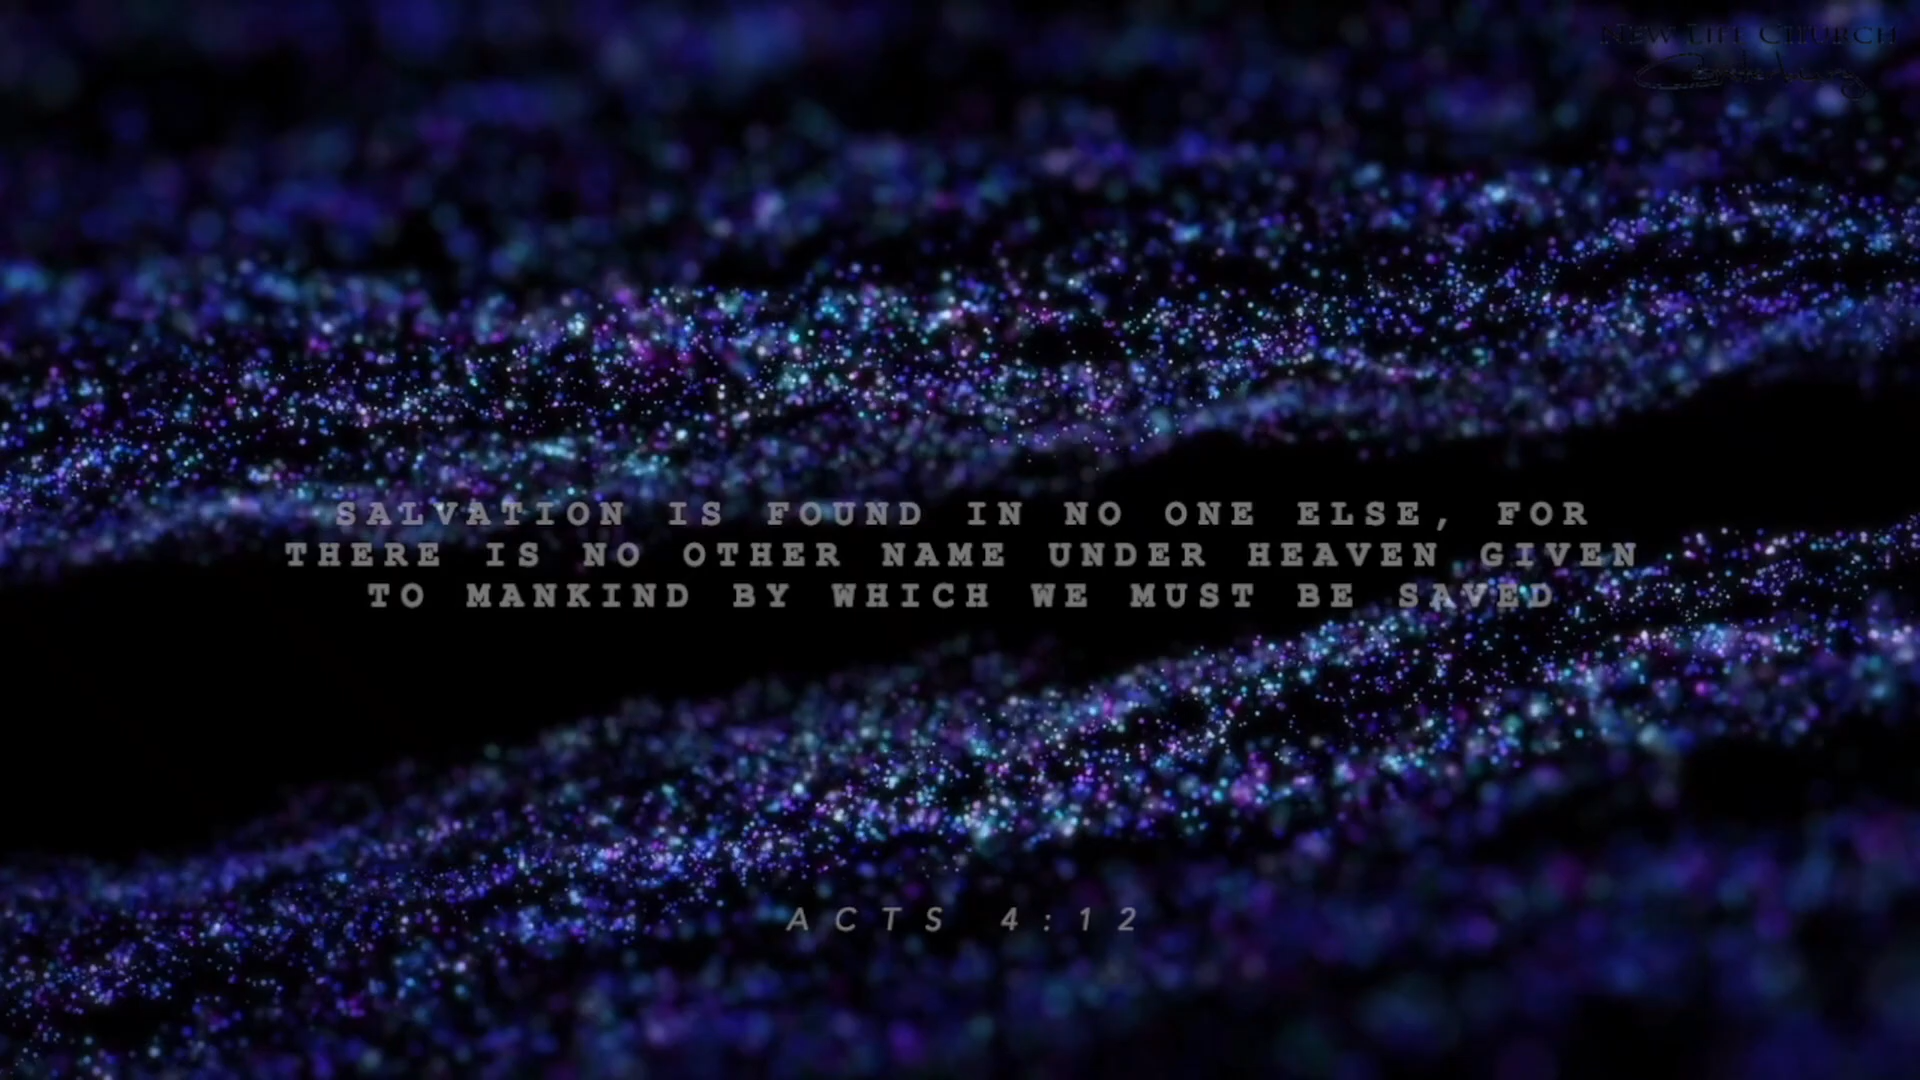 NEW LIFE CHURCH
SALVATION IS FOUND IN NO ONE ELSE, FOR
THERE IS NO OTHER NAME UNDER HEAVEN GIVEN
TO MANKIND BY WHICH WE MUST BE SAVED
ACTS 4:12